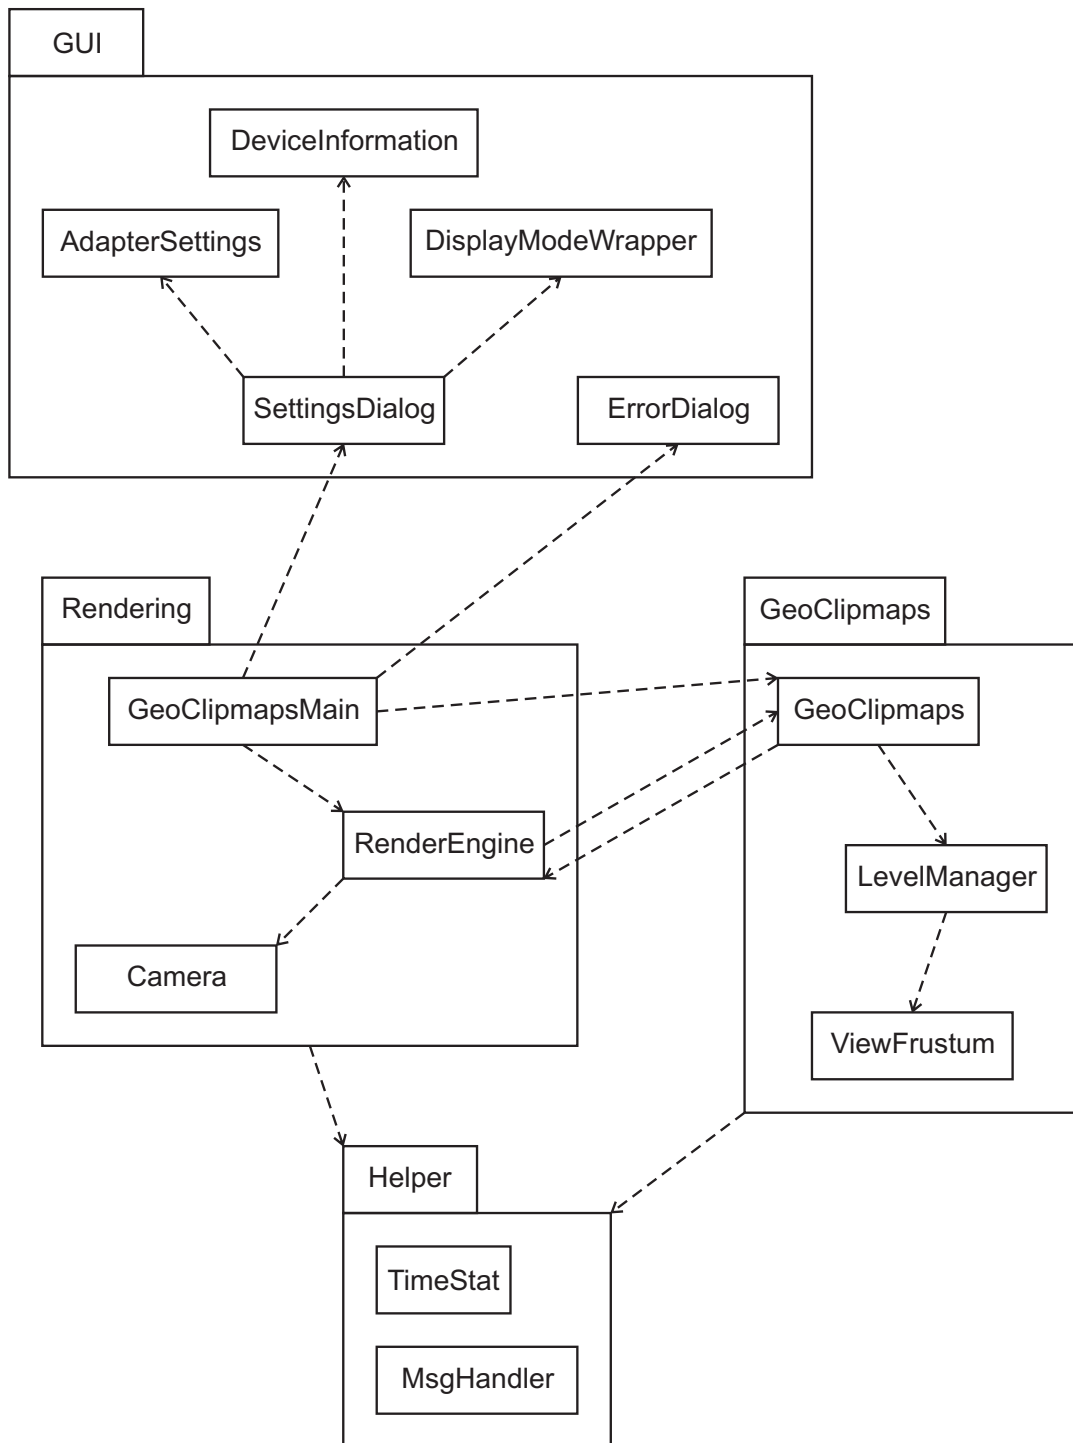 GUI
DeviceInformation
AdapterSettings
DisplayModeWrapper
SettingsDialog
ErrorDialog
Rendering
GeoClipmaps
GeoClipmapsMain
GeoClipmaps
RenderEngine
LevelManager
Camera
ViewFrustum
Helper
TimeStat
MsgHandler